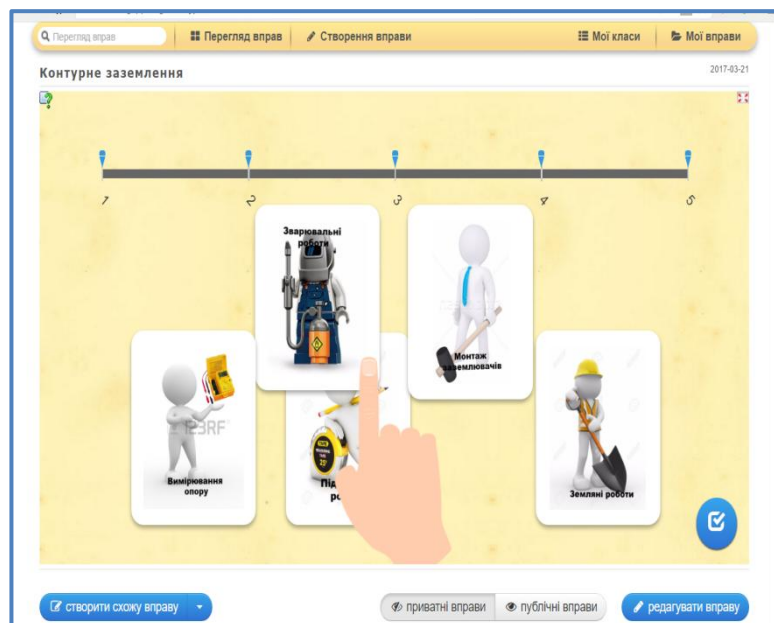 Перегляд вправ
Перегляд вправ
Створення вправи
Мої класи
Мої вправи
Контурне заземлення
2017-03-21
1
2
3
4
5
Зварювальні
роботи
Монтаж
заземлювачів
123RF
Вимірювання
опору
Земляні роботи
створити схожу вправу
приватні вправи
публічні вправи
редагувати вправу